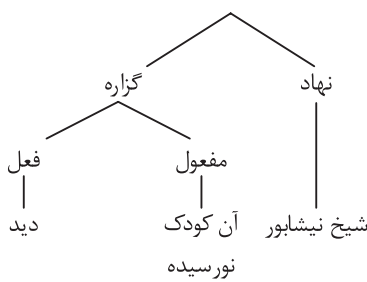 نهاد
گزاره
مفعول
فعل
شیخ نیشابور
آن کودک
نورسیده
دید